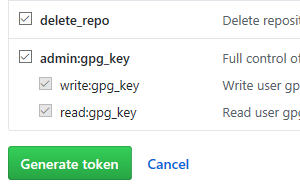 delete_repo Delete reposit
admin:gpg_key Full control of
write:gpg_key Write user gp
read:gpg_key Read user gpg
Generate token Cancel